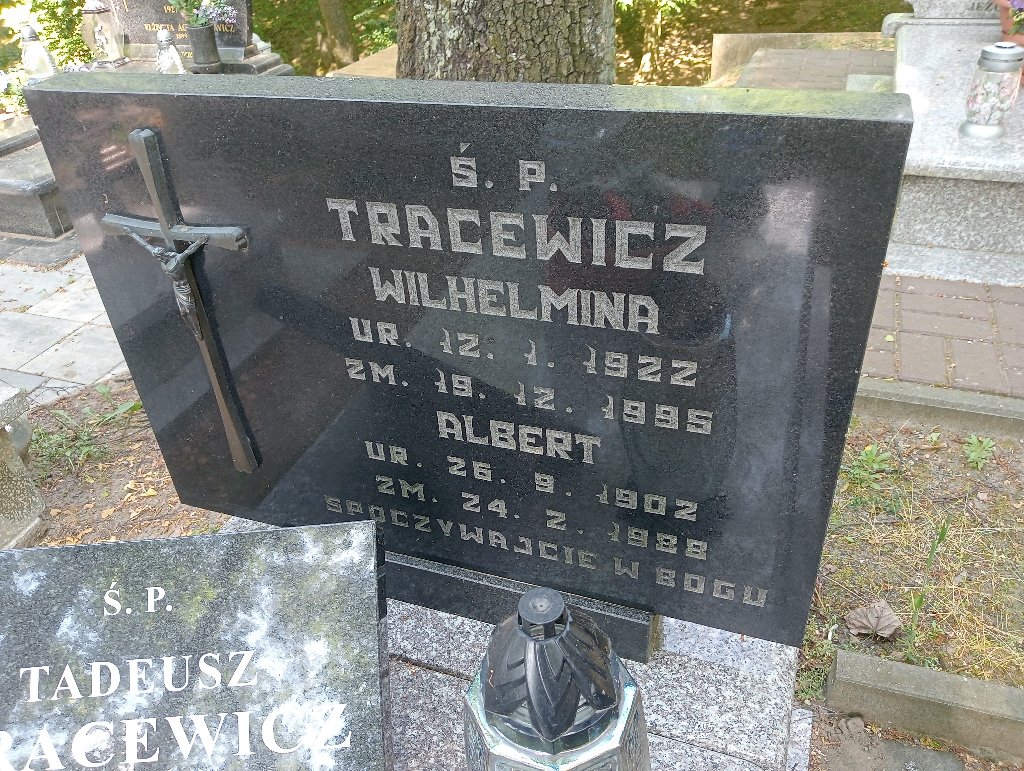 Ś. P.
TRACEWICZ
WILHELMINA
UR. 12. 1. 1922
ZM. 19. 12. 1995
ALBERT
UR. 26. 9. 1902
ZM. 24. 2. 1988
SPOCZYWAJCIE W BOGU
Ś. P.
TADEUSZ
RACEWICZ